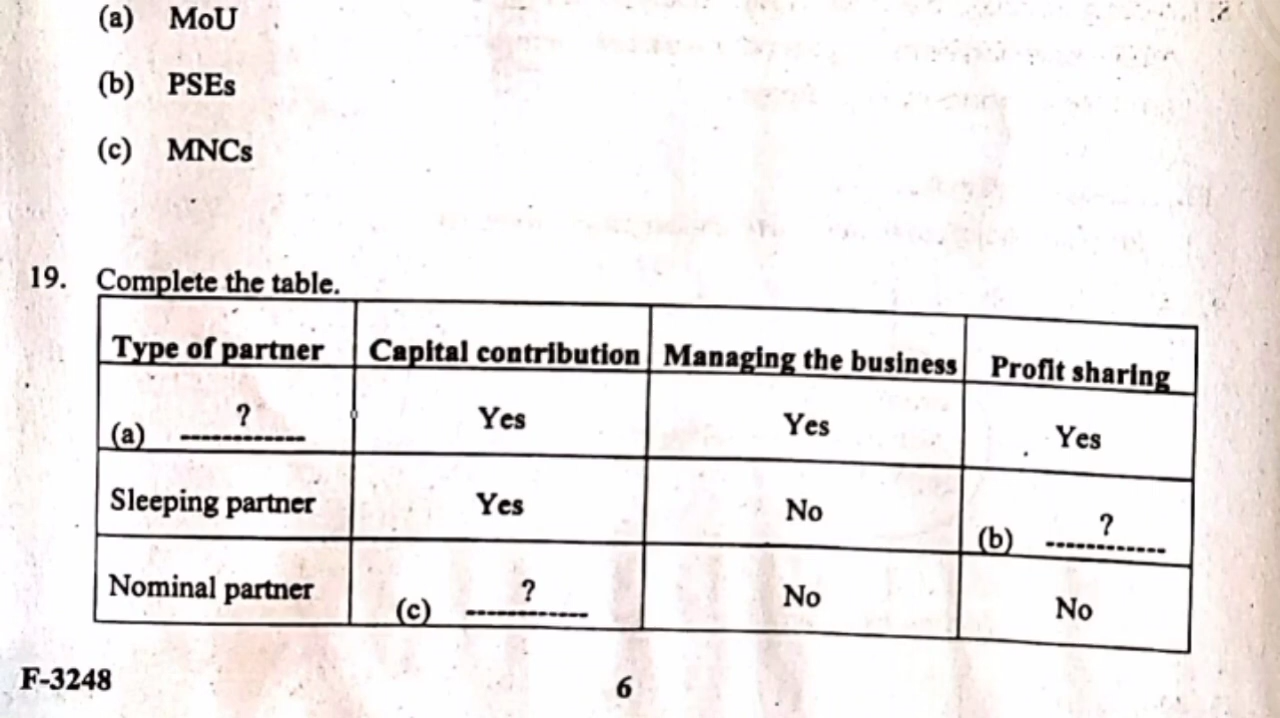 (a) MoU
(b) PSEs
(c) MNCs
19. Complete the table.
Type of partner Capital contribution Managing the business Profit sharing
(a) ? ------------ Yes Yes Yes
Sleeping partner Yes No (b) ? ------------
Nominal partner (c) ? ------------ No No
F-3248 6